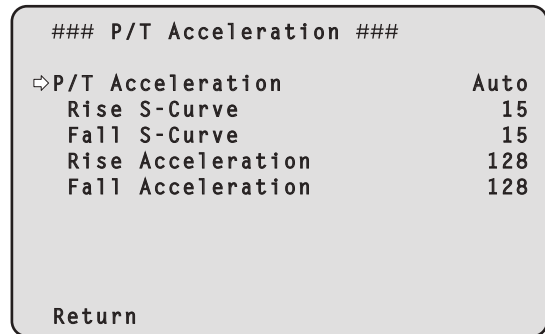 ### P/T Acceleration ###
⇨P/T Acceleration Auto
Rise S-Curve 15
Fall S-Curve 15
Rise Acceleration 128
Fall Acceleration 128
Return